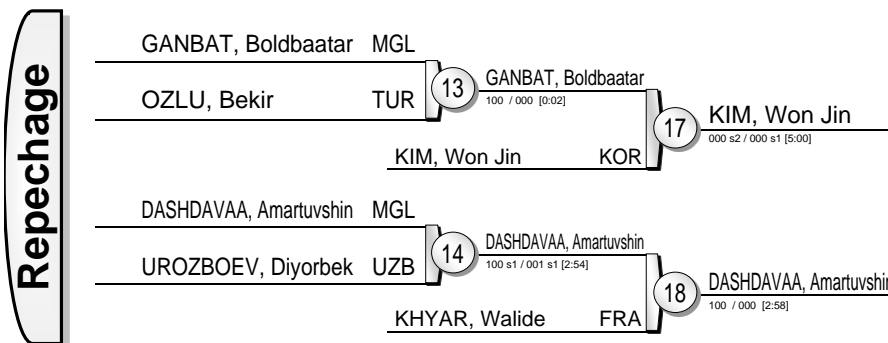 Repechage
GANBAT, Boldbaatar MGL
OZLU, Bekir TUR
13
GANBAT, Boldbaatar
100 / 000 [0:02]
KIM, Won Jin KOR
17
KIM, Won Jin
000 s2 / 000 s1 [5:00]
DASHDAVAA, Amartuvshin MGL
UROZBOEV, Diyorbek UZB
14
DASHDAVAA, Amartuvshin
100 s1 / 001 s1 [2:54]
KHYAR, Walide FRA
18
DASHDAVAA, Amartuvshin
100 / 000 [2:58]